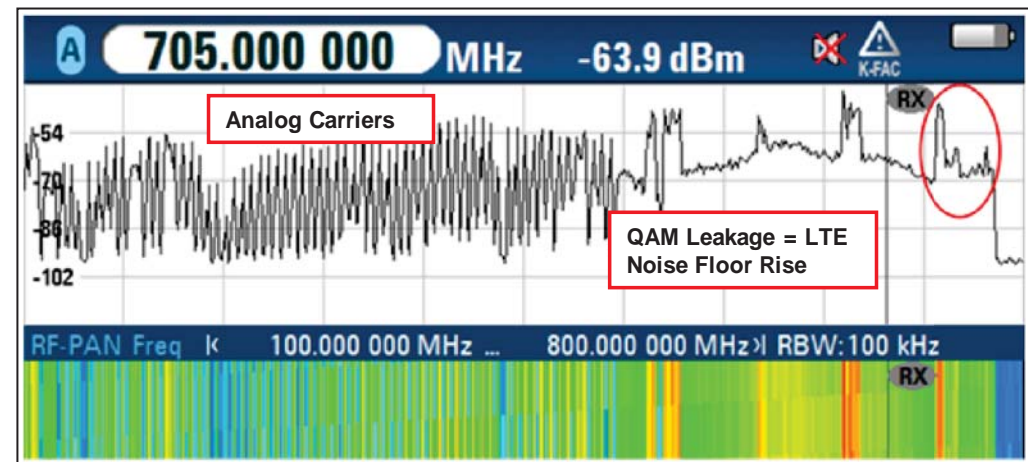 A 705.000 000 MHz -63.9 dBm K-FAC
RX
Analog Carriers
-54
-70
-86
QAM Leakage = LTE
Noise Floor Rise
-102
RF-PAN Freq 100.000 000 MHz ... 800.000 000 MHz RBW: 100 kHz
RX